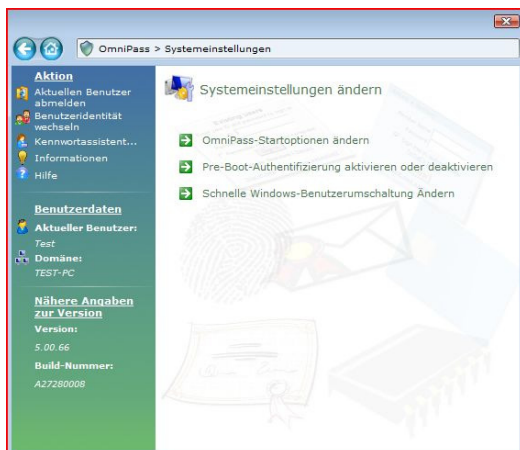 OmniPass > Systemeinstellungen
Aktion
Aktuellen Benutzer
abmelden
Benutzeridentität
wechseln
Kennwortassistent...
Informationen
Hilfe
Benutzerdaten
Aktueller Benutzer:
Test
Domäne:
TEST-PC
Nähere Angaben
zur Version
Version:
5.00.66
Build-Nummer:
A27280008
Systemeinstellungen ändern
OmniPass-Startoptionen ändern
Pre-Boot-Authentifizierung aktivieren oder deaktivieren
Schnelle Windows-Benutzerumschaltung Ändern